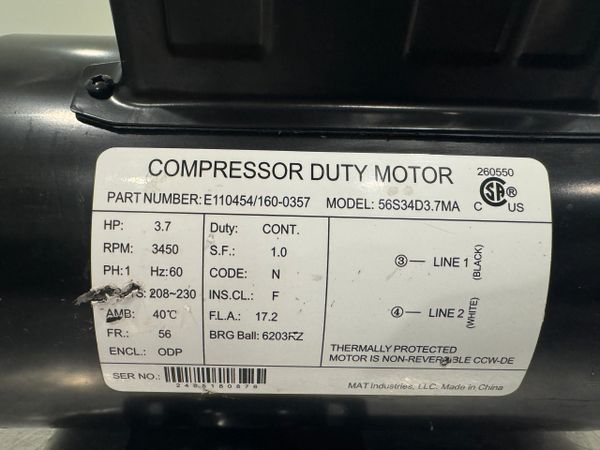 COMPRESSOR DUTY MOTOR
260550
SA®
C US
PART NUMBER: E110454/160-0357 MODEL: 56S34D3.7MA
HP: 3.7
RPM: 3450
PH:1 Hz:60
S: 208~230
AMB: 40℃
FR.: 56
ENCL.: ODP
Duty: CONT.
S.F.: 1.0
CODE: N
INS.CL.: F
F.L.A.: 17.2
BRG Ball: 6203RZ
③— LINE 1 (BLACK)
④— LINE 2 (WHITE)
THERMALLY PROTECTED
MOTOR IS NON-REVERSIBLE CCW-DE
SER NO.:
MAT Industries, LLC. Made in China